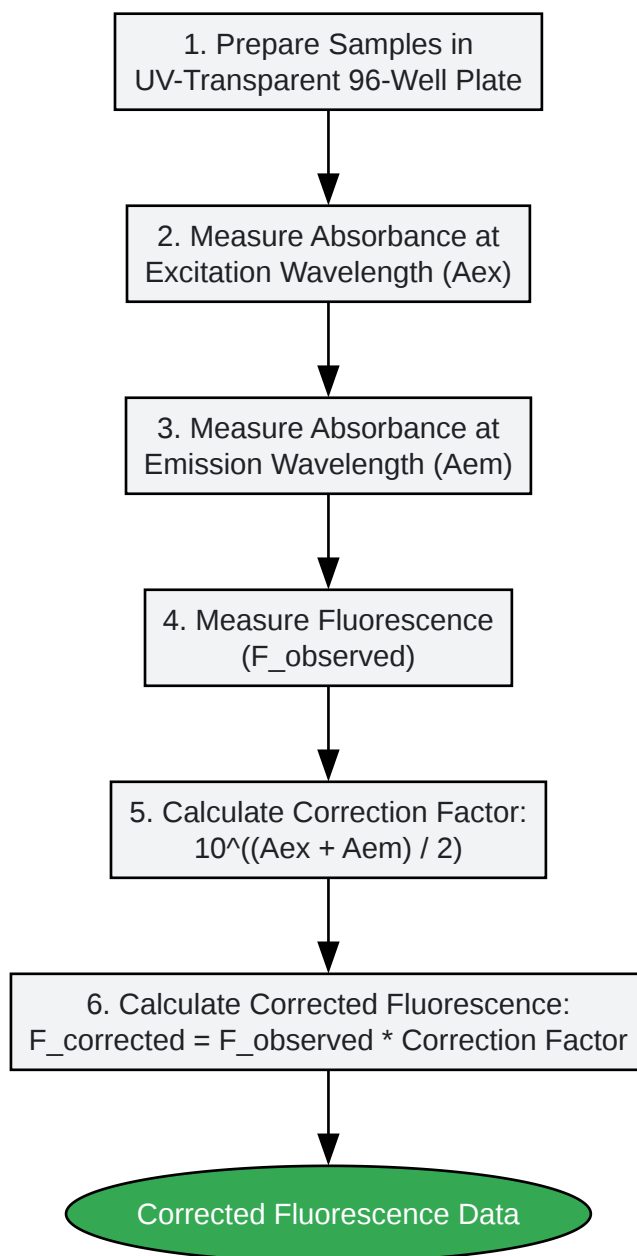 1. Prepare Samples in
UV-Transparent 96-Well Plate
2. Measure Absorbance at
Excitation Wavelength (Aex)
3. Measure Absorbance at
Emission Wavelength (Aem)
4. Measure Fluorescence
(F_observed)
5. Calculate Correction Factor:
10^((Aex + Aem) / 2)
6. Calculate Corrected Fluorescence:
F_corrected = F_observed * Correction Factor
Corrected Fluorescence Data